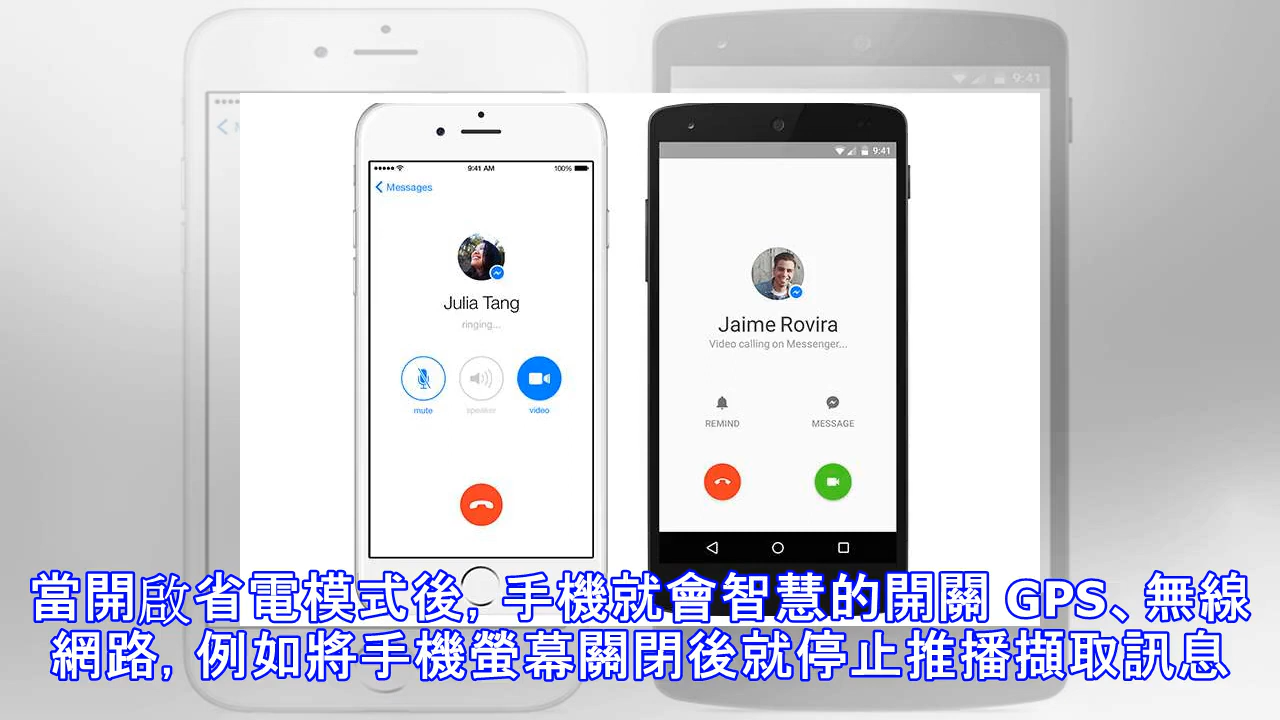 9:41
9:41 AM
100%
9:41
Messages
Julia Tang
ringing...
Jaime Rovira
Video calling on Messenger...
mute
speaker
video
REMIND
MESSAGE
當開啟省電模式後, 手機就會智慧的開關 GPS、無線
網路, 例如將手機螢幕關閉後就停止推播擷取訊息